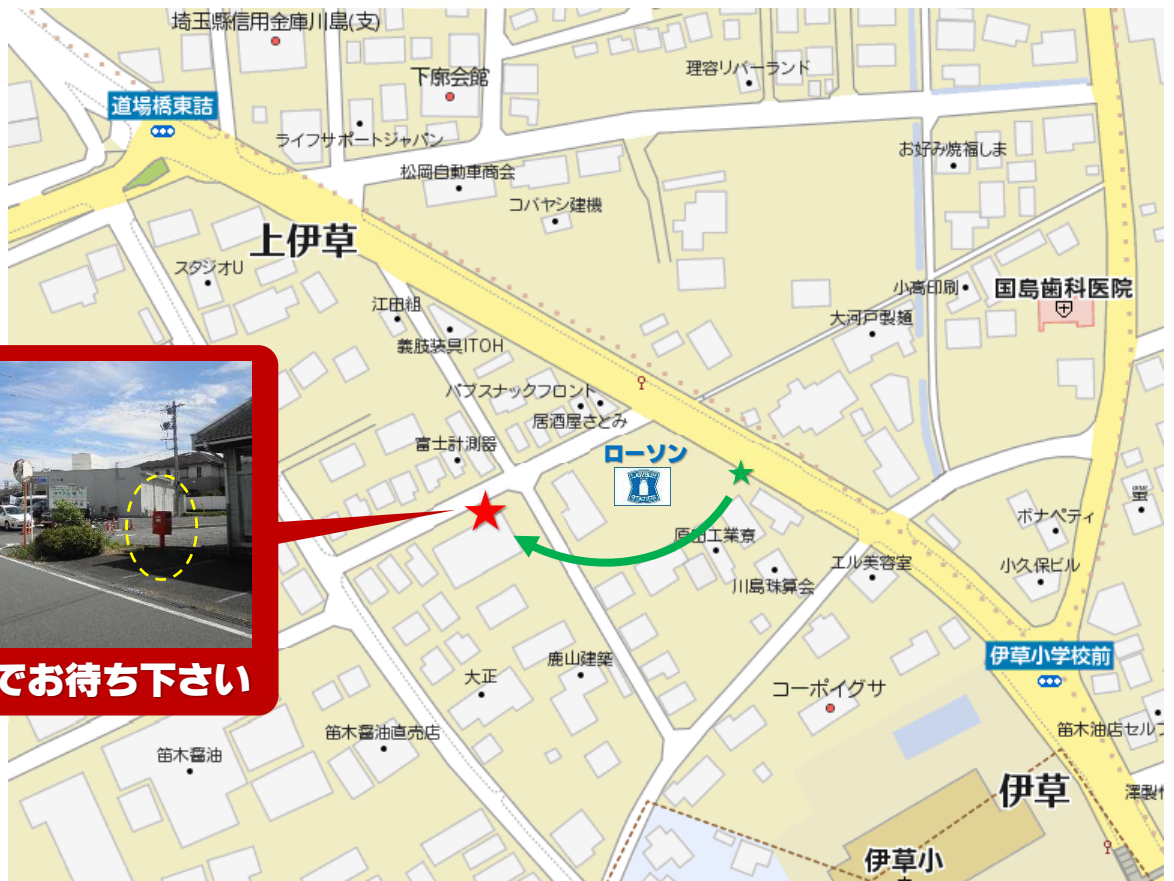 埼玉縣信用金庫川島(支)
下廓会館
理容リバーランド
道場橋東詰
ライフサポートジャパン
お好み焼福しま
松岡自動車商会
コバヤシ建機
上伊草
スタジオU
小高印刷
国島歯科医院
江田組
大河戸製麺
義肢装具ITOH
パブスナックフロント
居酒屋さとみ
富士計測器
ローソン
LAWSON
STATION
蛍
ボナペティ
原田工業寮
エル美容室
小久保ビル
川島珠算会
伊草小学校前
でお待ち下さい
鹿山建築
大正
コーポイグサ
笛木醤油直売店
笛木油店セルフ
笛木醤油
伊草
澤製作
伊草小